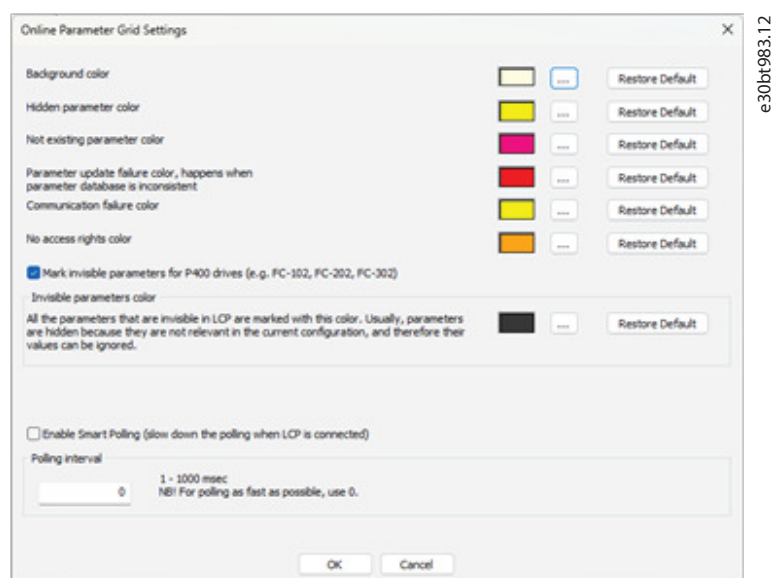 Online Parameter Grid Settings
e30bt983.12
Background color
.... Restore Default
Hidden parameter color
.... Restore Default
Not existing parameter color
.... Restore Default
Parameter update failure color, happens when
parameter database is inconsistent
.... Restore Default
Communication failure color
.... Restore Default
No access rights color
.... Restore Default
Mark invisible parameters for P400 drives (e.g. FC-102, FC-202, FC-302)
Invisible parameters color
All the parameters that are invisible in LCP are marked with this color. Usually, parameters
are hidden because they are not relevant in the current configuration, and therefore their
values can be ignored.
.... Restore Default
Enable Smart Polling (slow down the polling when LCP is connected)
Polling interval
0
1 - 1000 msec
NB! For polling as fast as possible, use 0.
OK Cancel